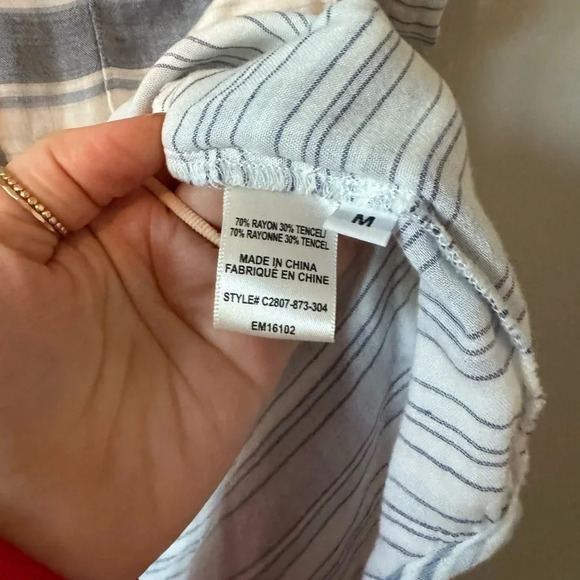 70% RAYON 30% TENCEL/
70% RAYONNE 30% TENCEL
MADE IN CHINA
FABRIQUÉ EN CHINE
STYLE# C2807-873-304
EM16102
M